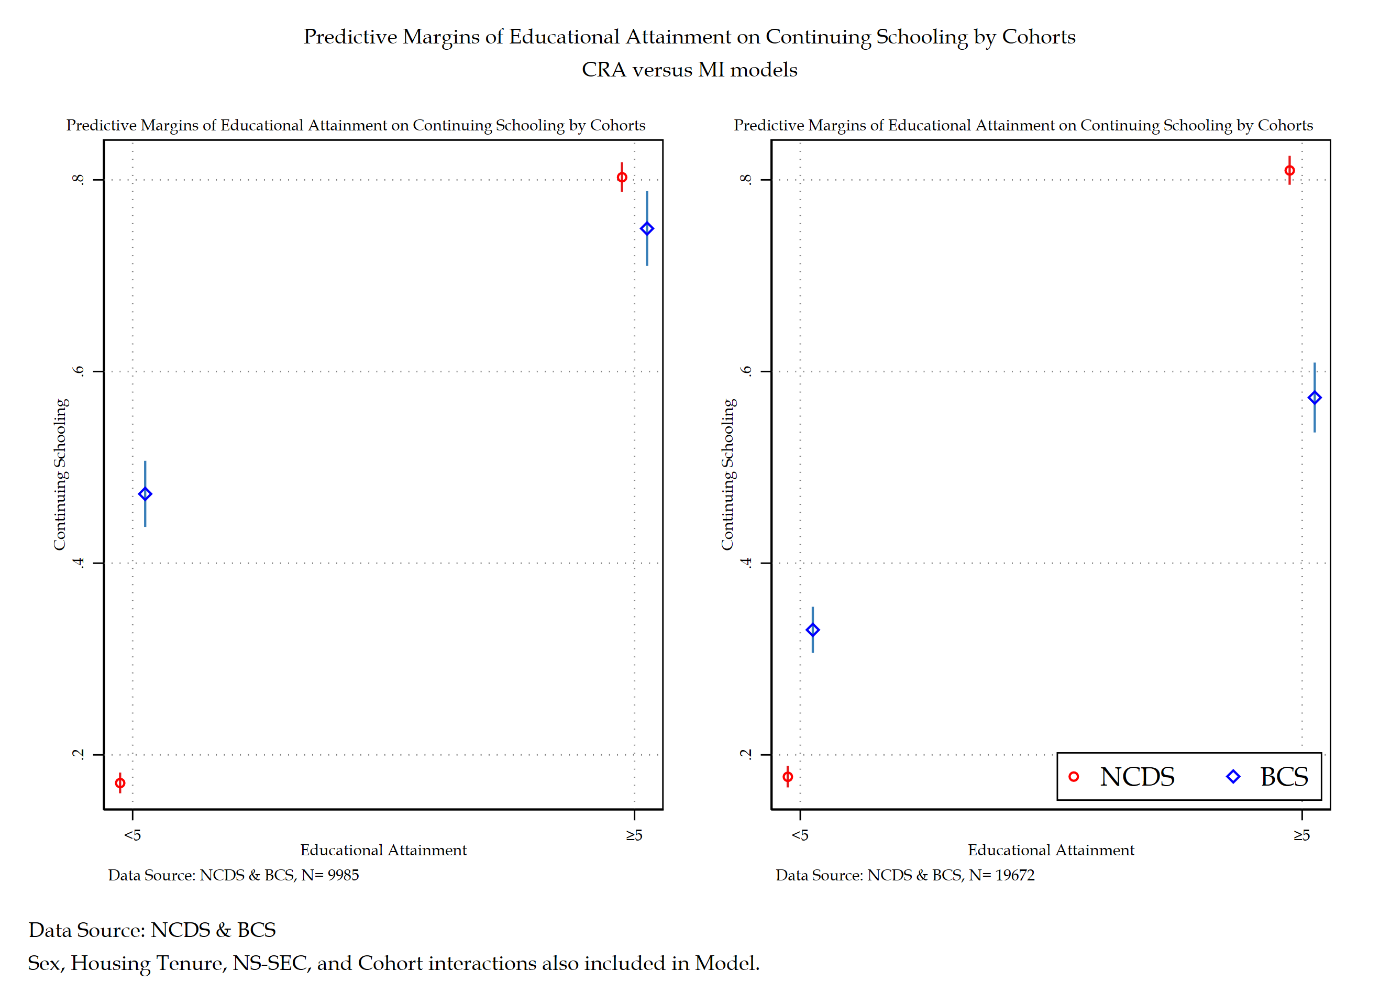 Predictive Margins of Educational Attainment on Continuing Schooling by Cohorts
CRA versus MI models
Predictive Margins of Educational Attainment on Continuing Schooling by Cohorts
.8
.6
.4
.2
Continuing Schooling
<5
≥5
Educational Attainment
Data Source: NCDS & BCS, N= 9985
Predictive Margins of Educational Attainment on Continuing Schooling by Cohorts
.8
.6
.4
.2
Continuing Schooling
NCDS
BCS
<5
≥5
Educational Attainment
Data Source: NCDS & BCS, N= 19672
Data Source: NCDS & BCS
Sex, Housing Tenure, NS-SEC, and Cohort interactions also included in Model.